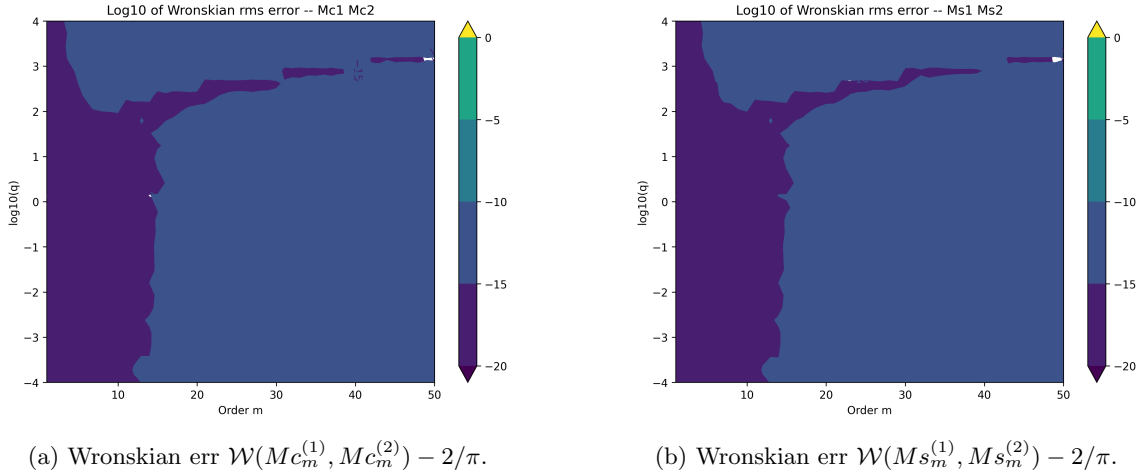 Log10 of Wronskian rms error -- Mc1 Mc2
4
3
2
1
0
−1
−2
−3
−4
log10(q)
10 20 30 40 50
Order m
−15
0
−5
−10
−15
−20
(a) Wronskian err 𝒲(Mc_m^(1), Mc_m^(2)) − 2/π.
Log10 of Wronskian rms error -- Ms1 Ms2
4
3
2
1
0
−1
−2
−3
−4
log10(q)
10 20 30 40 50
Order m
0
−5
−10
−15
−20
(b) Wronskian err 𝒲(Ms_m^(1), Ms_m^(2)) − 2/π.